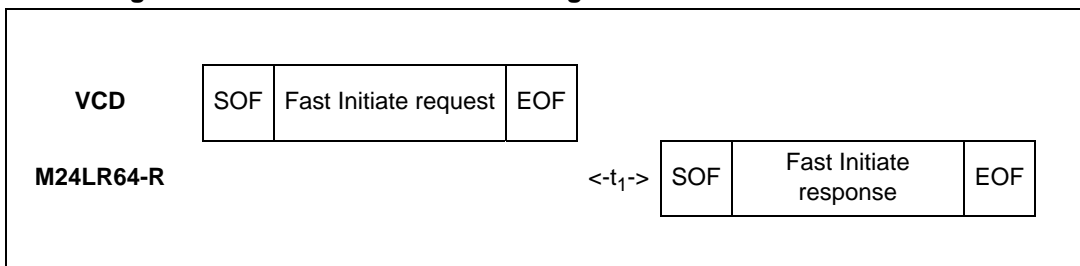 VCD SOF Fast Initiate request EOF
M24LR64-R <-t1-> SOF Fast Initiate response EOF